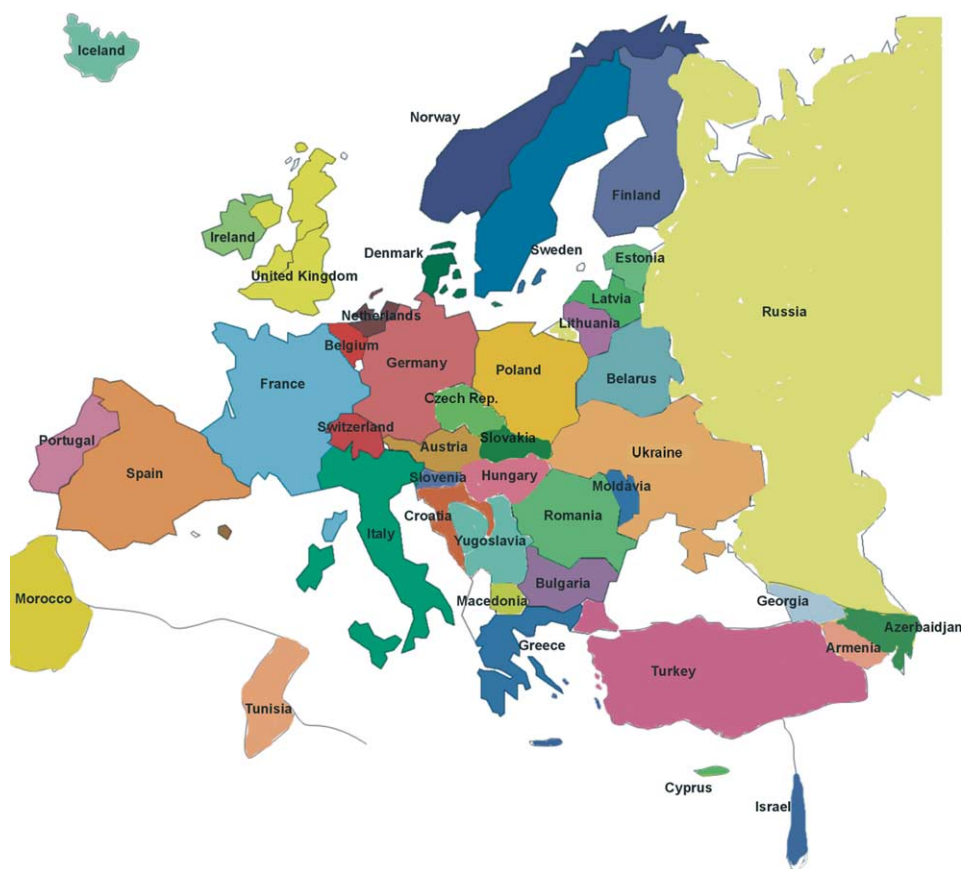 Iceland
Norway
Finland
Ireland
Denmark
Sweden
Estonia
United Kingdom
Latvia
Russia
Netherlands
Lithuania
Belgium
Germany
Poland
Belarus
France
Czech Rep.
Switzerland
Portugal
Austria
Slovakia
Ukraine
Spain
Slovenia
Hungary
Moldavia
Croatia
Romania
Italy
Yugoslavia
Bulgaria
Morocco
Macedonia
Georgia
Azerbaidjan
Greece
Armenia
Turkey
Tunisia
Cyprus
Israel